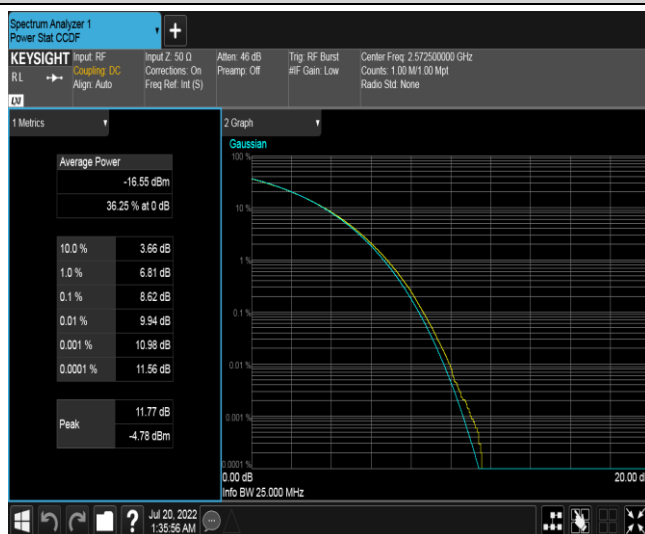 Spectrum Analyzer 1
Power Stat CCDF
+
KEYSIGHT
RL
LXI
Input: RF
Coupling: DC
Align: Auto
Input Z: 50 Ω
Corrections: On
Freq Ref: Int (S)
Atten: 46 dB
Preamp: Off
Trig: RF Burst
#IF Gain: Low
Center Freq: 2.572500000 GHz
Counts: 1.00 M/1.00 Mpt
Radio Std: None
1 Metrics
Average Power
-16.55 dBm
36.25 % at 0 dB
10.0 % 3.66 dB
1.0 % 6.81 dB
0.1 % 8.62 dB
0.01 % 9.94 dB
0.001 % 10.98 dB
0.0001 % 11.56 dB
Peak
11.77 dB
-4.78 dBm
2 Graph
Gaussian
100 %
10 %
1 %
0.1 %
0.01 %
0.001 %
0.0001 %
0.00 dB
20.00 d
Info BW 25.000 MHz
?
Jul 20, 2022
1:35:56 AM